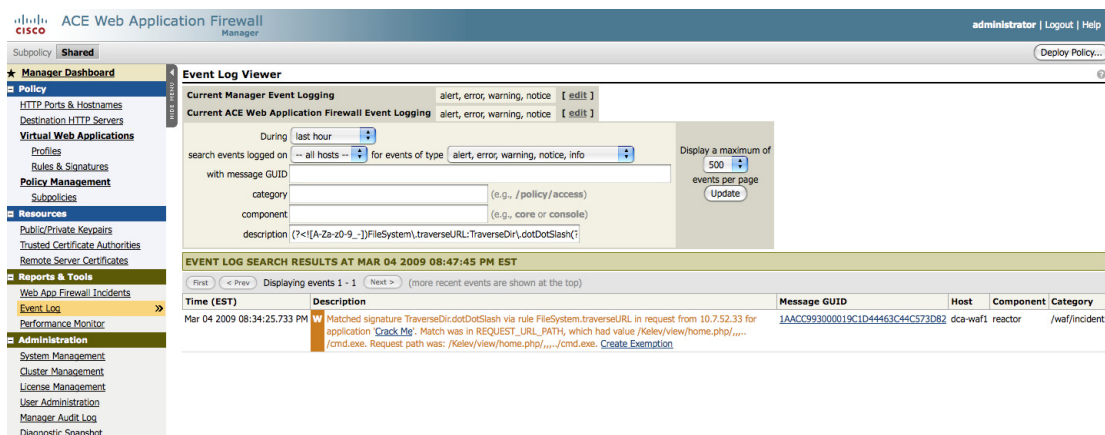 CISCO
ACE Web Application Firewall
Manager
administrator | Logout | Help
Subpolicy Shared
Deploy Policy...
Manager Dashboard
Policy
HTTP Ports & Hostnames
Destination HTTP Servers
Virtual Web Applications
Profiles
Rules & Signatures
Policy Management
Subpolicies
Resources
Public/Private Keypairs
Trusted Certificate Authorities
Remote Server Certificates
Reports & Tools
Web App Firewall Incidents
Event Log »
Performance Monitor
Administration
System Management
Cluster Management
License Management
User Administration
Manager Audit Log
Diagnostic Snapshot
HIDE MENU
Event Log Viewer
Current Manager Event Logging alert, error, warning, notice [ edit ]
Current ACE Web Application Firewall Event Logging alert, error, warning, notice [ edit ]
During last hour
search events logged on -- all hosts -- for events of type alert, error, warning, notice, info
with message GUID
category (e.g., /policy/access)
component (e.g., core or console)
description (?<![A-Za-z0-9_-])FileSystem\.traverseURL:TraverseDir\.dotDotSlash(?
Display a maximum of
500
events per page
Update
EVENT LOG SEARCH RESULTS AT MAR 04 2009 08:47:45 PM EST
First < Prev Displaying events 1 - 1 Next > (more recent events are shown at the top)
Time (EST) Description Message GUID Host Component Category
Mar 04 2009 08:34:25.733 PM W Matched signature TraverseDir.dotDotSlash via rule FileSystem.traverseURL in request from 10.7.52.33 for 1AACC993000019C1D44463C44C573D82 dca-waf1 reactor /waf/incident
application 'Crack Me'. Match was in REQUEST_URL_PATH, which had value /Kelev/view/home.php/,,,..
/cmd.exe. Request path was: /Kelev/view/home.php/,,,../cmd.exe. Create Exemption